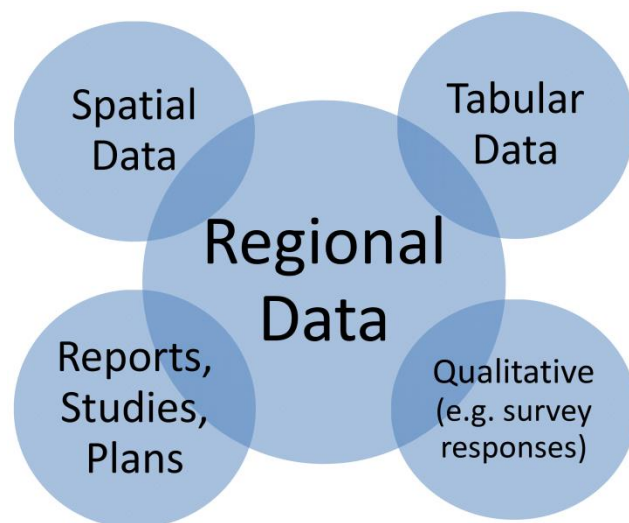 Spatial
Data
Tabular
Data
Regional
Data
Reports,
Studies,
Plans
Qualitative
(e.g. survey
responses)